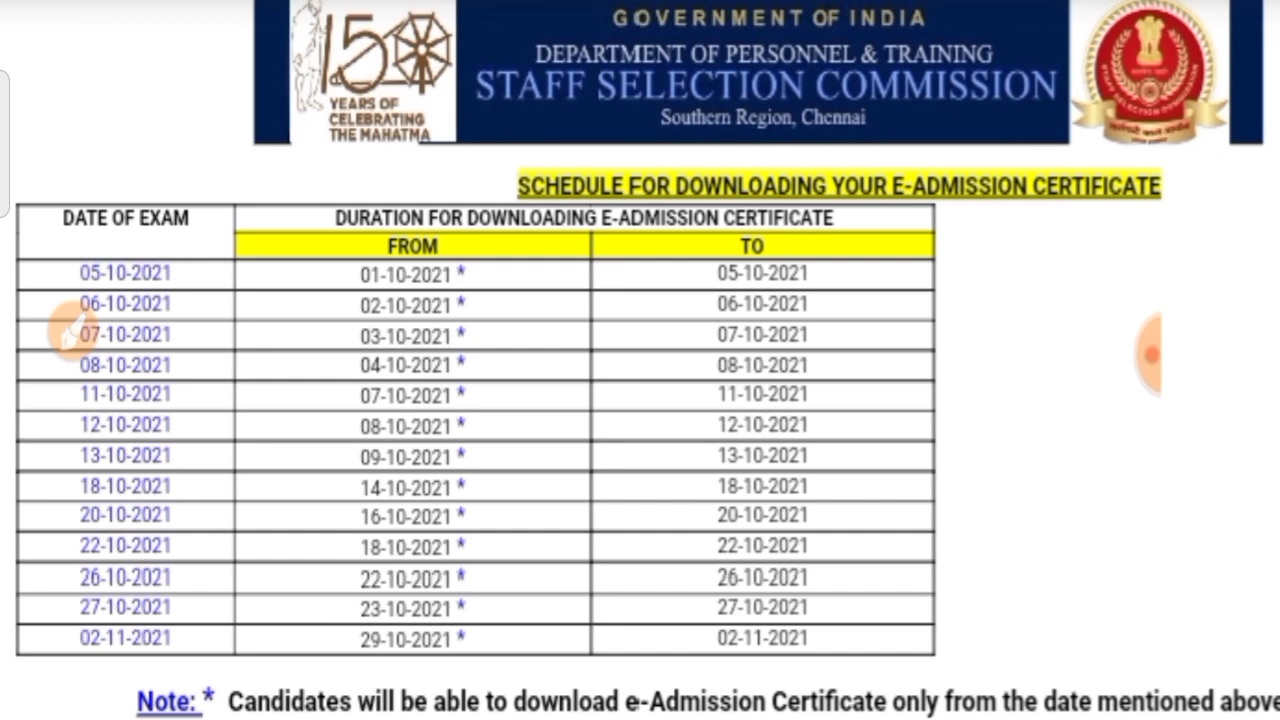 GOVERNMENT OF INDIA
DEPARTMENT OF PERSONNEL & TRAINING
STAFF SELECTION COMMISSION
Southern Region, Chennai
150
YEARS OF
CELEBRATING
THE MAHATMA
SCHEDULE FOR DOWNLOADING YOUR E-ADMISSION CERTIFICATE
DATE OF EXAM DURATION FOR DOWNLOADING E-ADMISSION CERTIFICATE
FROM TO
05-10-2021 01-10-2021 * 05-10-2021
06-10-2021 02-10-2021 * 06-10-2021
07-10-2021 03-10-2021 * 07-10-2021
08-10-2021 04-10-2021 * 08-10-2021
11-10-2021 07-10-2021 * 11-10-2021
12-10-2021 08-10-2021 * 12-10-2021
13-10-2021 09-10-2021 * 13-10-2021
18-10-2021 14-10-2021 * 18-10-2021
20-10-2021 16-10-2021 * 20-10-2021
22-10-2021 18-10-2021 * 22-10-2021
26-10-2021 22-10-2021 * 26-10-2021
27-10-2021 23-10-2021 * 27-10-2021
02-11-2021 29-10-2021 * 02-11-2021
Note: * Candidates will be able to download e-Admission Certificate only from the date mentioned above